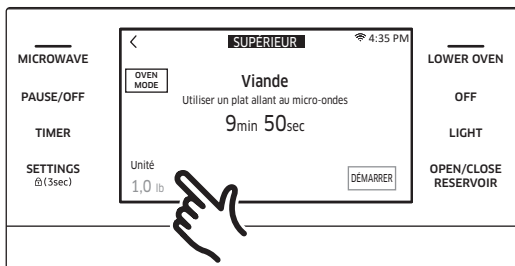 MICROWAVE
PAUSE/OFF
TIMER
SETTINGS
(3sec)
<
SUPÉRIEUR
4:35 PM
OVEN
MODE
Viande
Utiliser un plat allant au micro-ondes
9min 50sec
Unité
1,0 lb
DÉMARRER
LOWER OVEN
OFF
LIGHT
OPEN/CLOSE
RESERVOIR